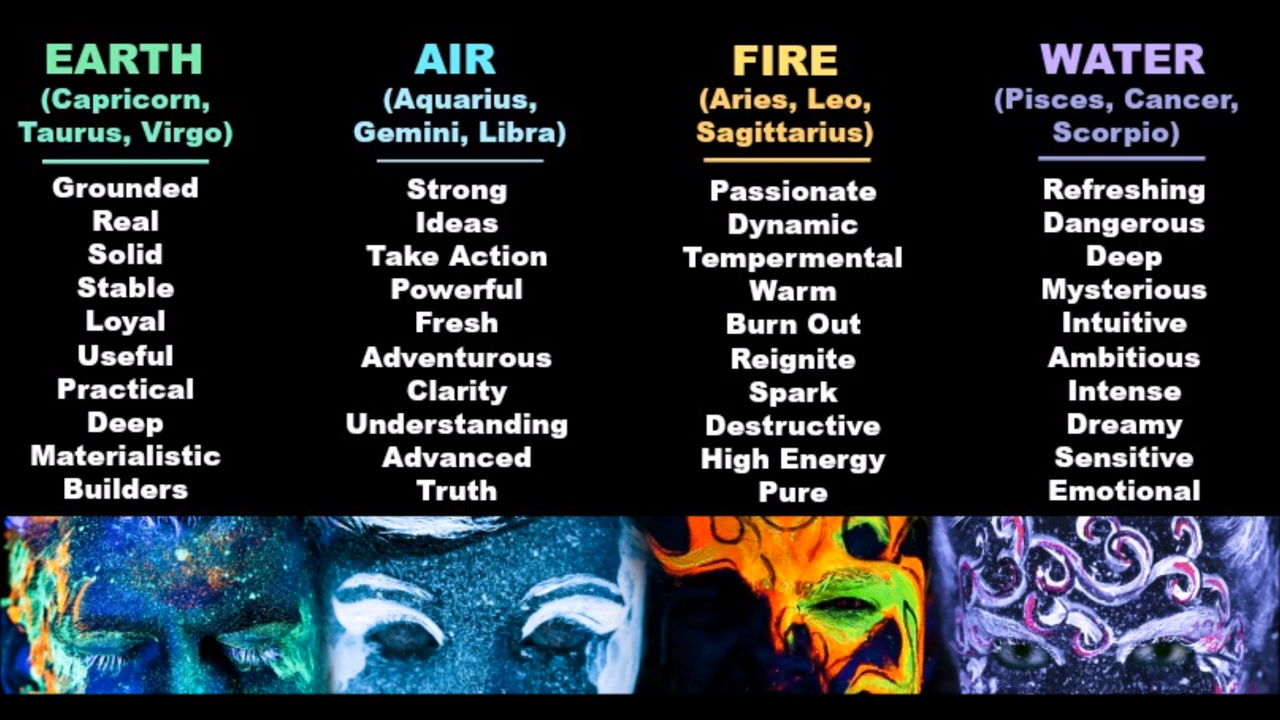 EARTH
(Capricorn,
Taurus, Virgo)
Grounded
Real
Solid
Stable
Loyal
Useful
Practical
Deep
Materialistic
Builders
AIR
(Aquarius,
Gemini, Libra)
Strong
Ideas
Take Action
Powerful
Fresh
Adventurous
Clarity
Understanding
Advanced
Truth
FIRE
(Aries, Leo,
Sagittarius)
Passionate
Dynamic
Tempermental
Warm
Burn Out
Reignite
Spark
Destructive
High Energy
Pure
WATER
(Pisces, Cancer,
Scorpio)
Refreshing
Dangerous
Deep
Mysterious
Intuitive
Ambitious
Intense
Dreamy
Sensitive
Emotional